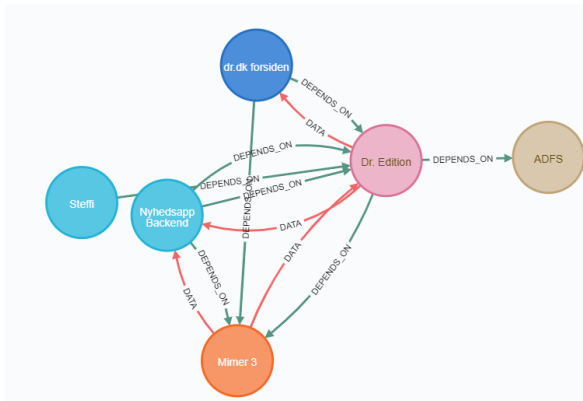 dr.dk forsiden
DEPENDS_ON
DATA
DEPENDS_ON
Dr. Edition
DEPENDS_ON
ADFS
DEPENDS_ON
DEPENDS_ON
DEPENDS_ON
Steffi
Nyhedsapp
Backend
DATA
DATA
DEPENDS_ON
DEPENDS_ON
DATA
Mimer 3